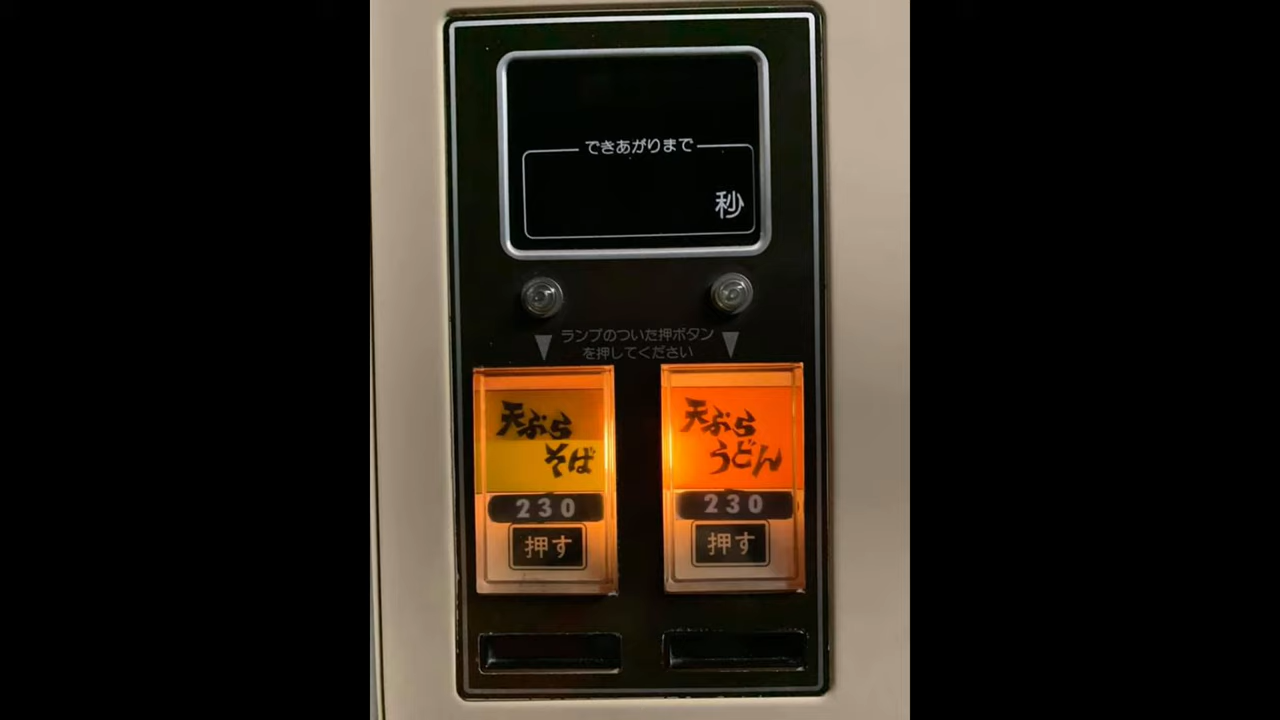 できあがりまで
秒
ランプのついた押ボタン
を押してください
天ぷら
そば
230
押す
天ぷら
うどん
230
押す